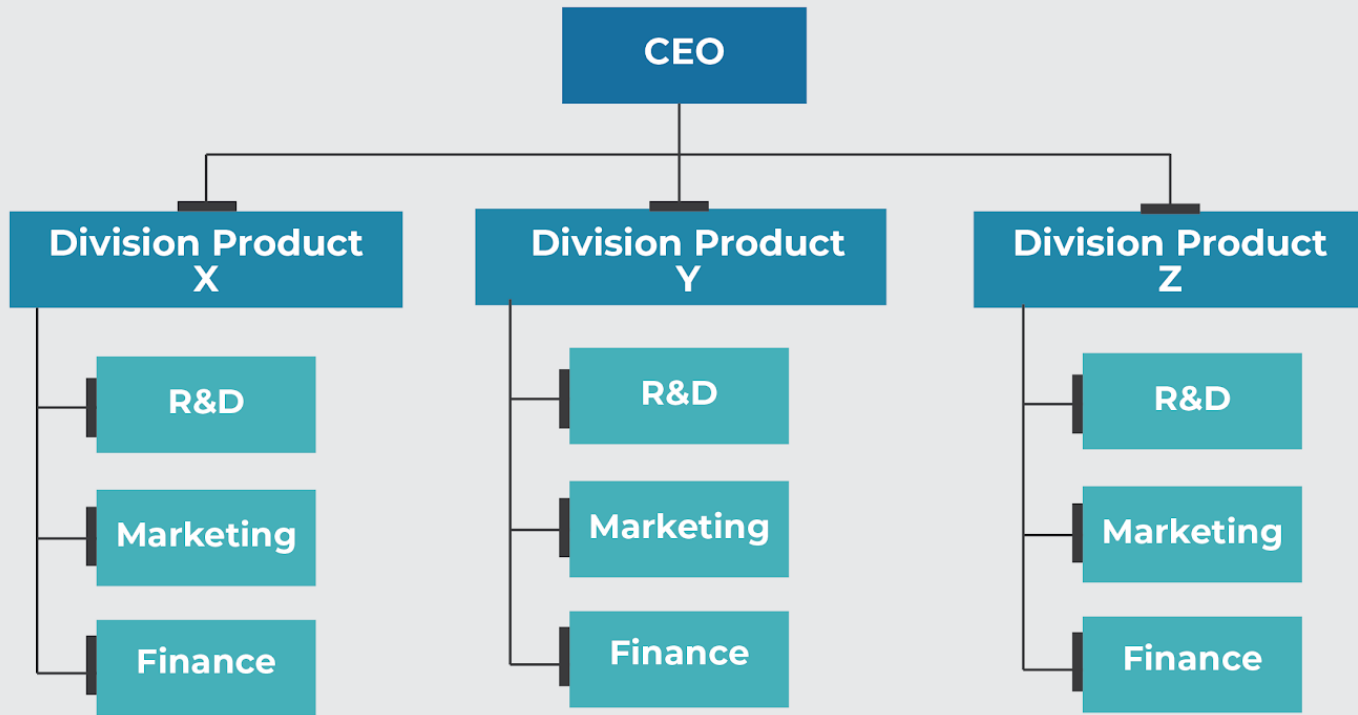 CEO
Division Product
X
Division Product
Y
Division Product
Z
R&D
Marketing
Finance
R&D
Marketing
Finance
R&D
Marketing
Finance